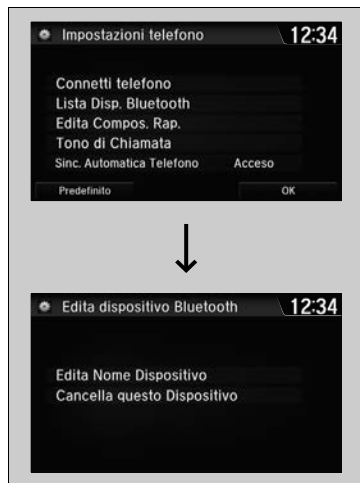 Impostazioni telefono 12:34
Connetti telefono
Lista Disp. Bluetooth
Edita Compos. Rap.
Tono di Chiamata
Sinc. Automatica Telefono Acceso
Predefinito OK
Edita dispositivo Bluetooth 12:34
Edita Nome Dispositivo
Cancella questo Dispositivo